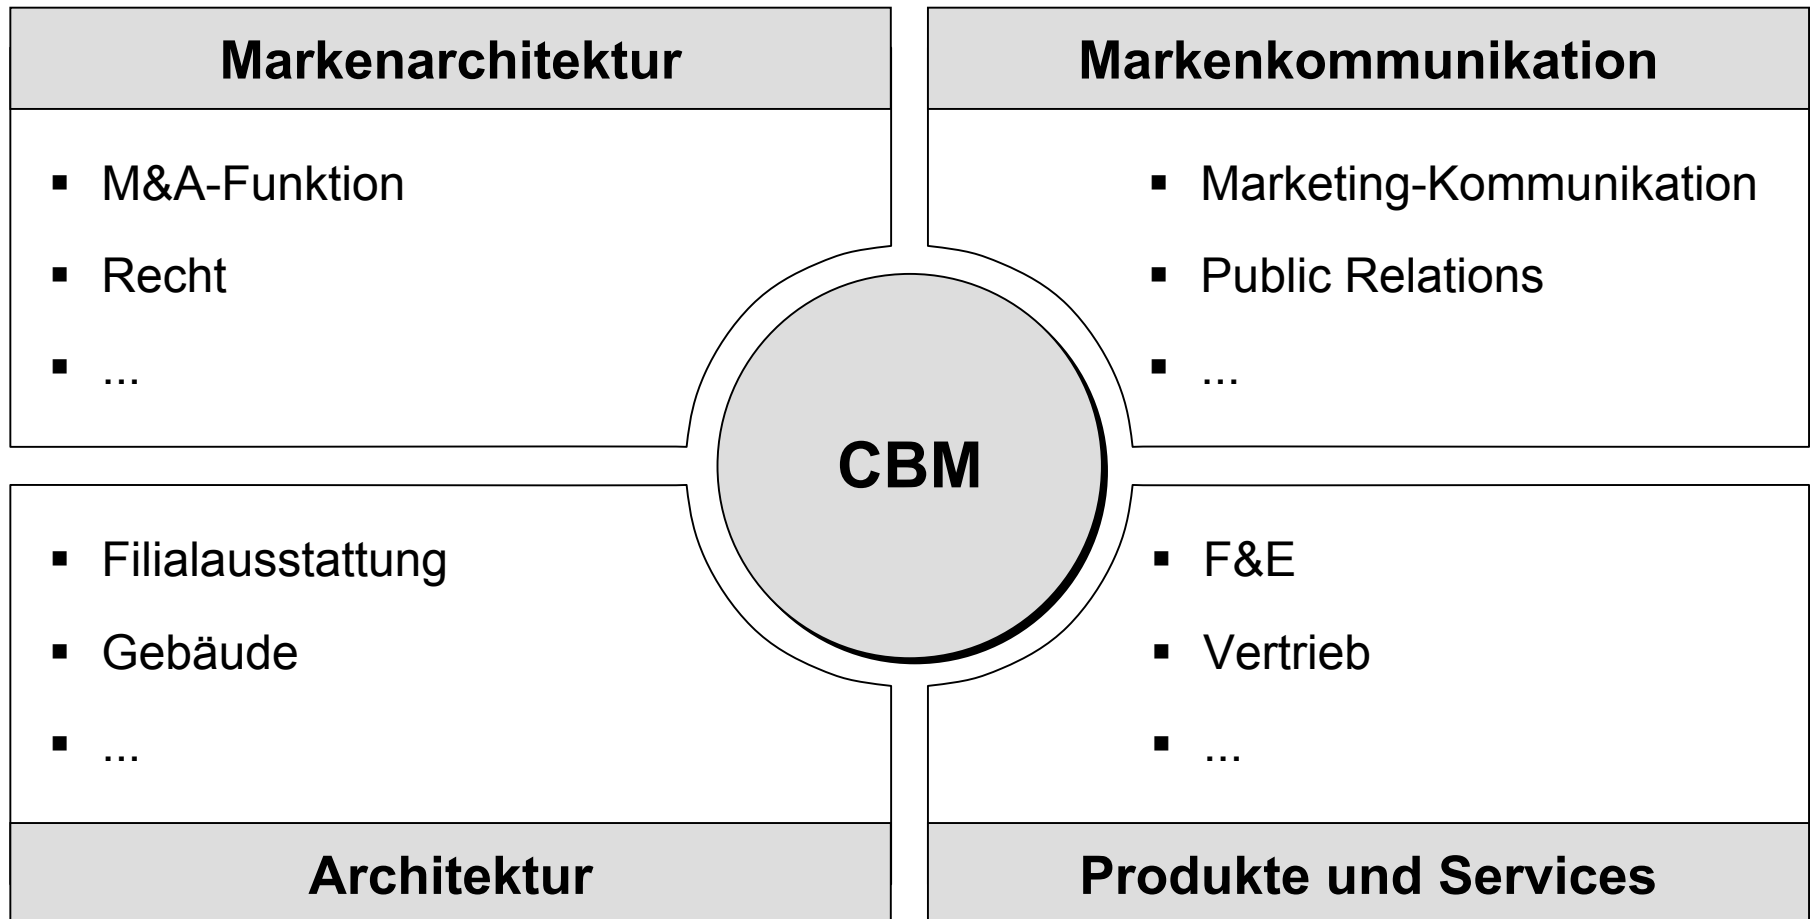 Markenarchitektur
▪ M&A-Funktion
▪ Recht
▪ ...
Markenkommunikation
▪ Marketing-Kommunikation
▪ Public Relations
▪ ...
CBM
▪ Filialausstattung
▪ Gebäude
▪ ...
Architektur
▪ F&E
▪ Vertrieb
▪ ...
Produkte und Services